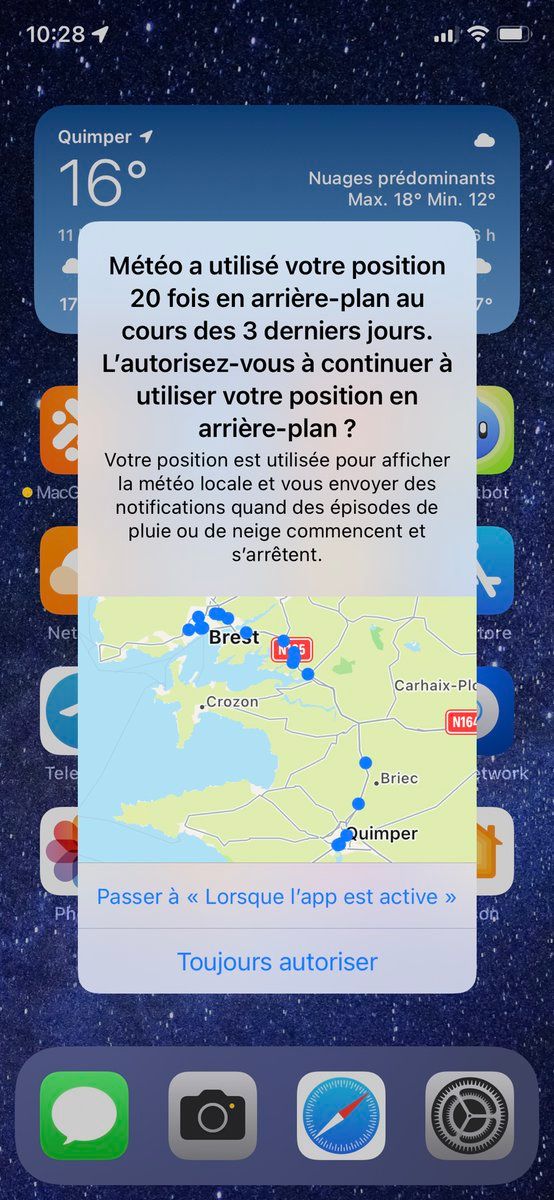 10:28
Quimper
16°
Nuages prédominants
Max. 18° Min. 12°
11
6 h
17
7°
Météo a utilisé votre position
20 fois en arrière-plan au
cours des 3 derniers jours.
L'autorisez-vous à continuer à
utiliser votre position en
arrière-plan ?
Votre position est utilisée pour afficher
la météo locale et vous envoyer des
notifications quand des épisodes de
pluie ou de neige commencent et
s'arrêtent.
MacG
bot
Net
tore
Tele
etwork
Ph
son
Brest
Crozon
Carhaix-Plo
N164
Briec
Quimper
Passer à « Lorsque l'app est active »
Toujours autoriser